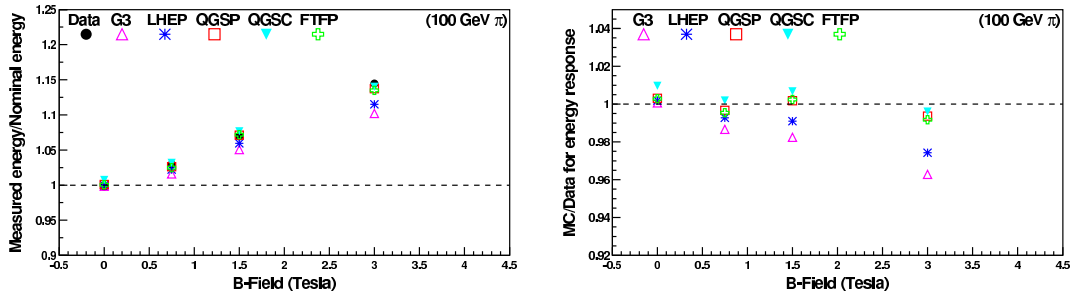 Data G3 LHEP QGSP QGSC FTFP (100 GeV π)
Measured energy/Nominal energy
1.25
1.2
1.15
1.1
1.05
1
0.95
0.9
-0.5 0 0.5 1 1.5 2 2.5 3 3.5 4 4.5
B-Field (Tesla)
G3 LHEP QGSP QGSC FTFP (100 GeV π)
MC/Data for energy response
1.04
1.02
1
0.98
0.96
0.94
0.92
-0.5 0 0.5 1 1.5 2 2.5 3 3.5 4 4.5
B-Field (Tesla)